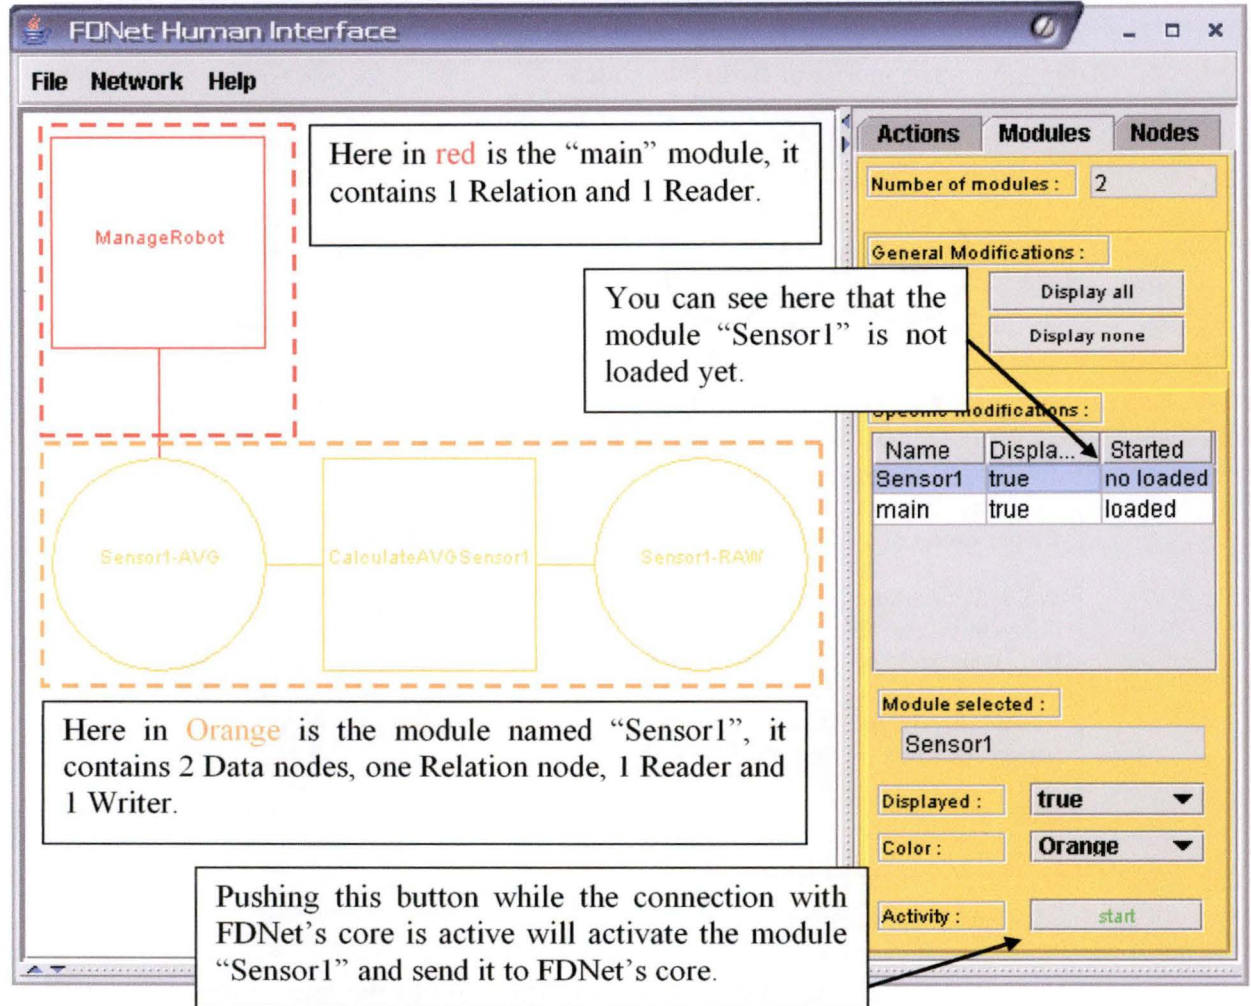 FDNet Human Interface
File Network Help
Here in red is the “main” module, it
contains 1 Relation and 1 Reader.
ManageRobot
Sensor1-AVG
CalculateAVGSensor1
Sensor1-RAW
Here in Orange is the module named “Sensor1”, it
contains 2 Data nodes, one Relation node, 1 Reader and
1 Writer.
Actions Modules Nodes
Number of modules : 2
General Modifications :
Display all
Display none
You can see here that the
module “Sensor1” is not
loaded yet.
Specific modifications :
Name Displa... Started
Sensor1 true no loaded
main true loaded
Module selected :
Sensor1
Displayed : true
Color : Orange
Activity : start
Pushing this button while the connection with
FDNet’s core is active will activate the module
“Sensor1” and send it to FDNet’s core.